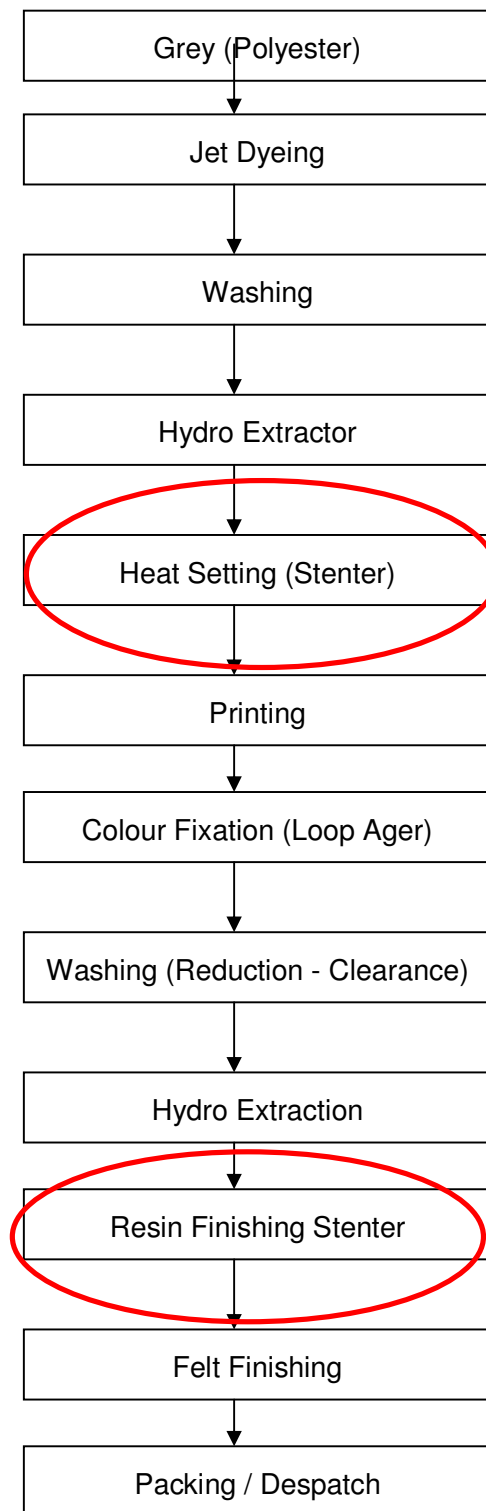 Grey (Polyester)
Jet Dyeing
Washing
Hydro Extractor
Heat Setting (Stenter)
Printing
Colour Fixation (Loop Ager)
Washing (Reduction - Clearance)
Hydro Extraction
Resin Finishing Stenter
Felt Finishing
Packing / Despatch